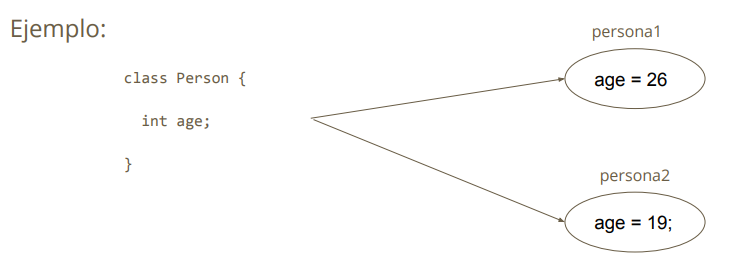 Ejemplo:
class Person {
int age;
}
persona1
age = 26
persona2
age = 19;